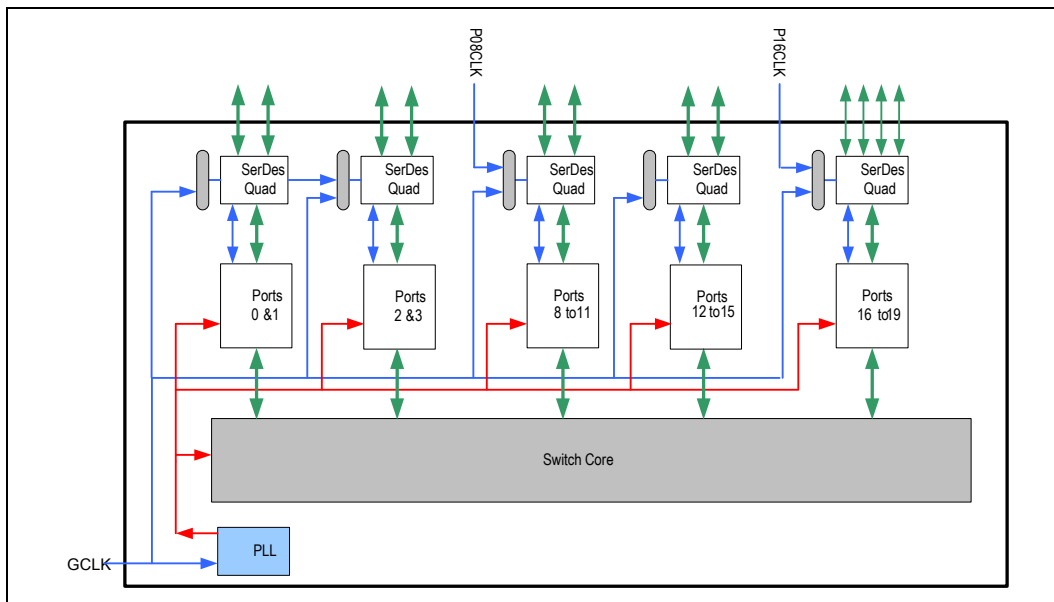 P08CLK
P16CLK
SerDes
Quad
SerDes
Quad
SerDes
Quad
SerDes
Quad
SerDes
Quad
Ports
0 &1
Ports
2 &3
Ports
8 to11
Ports
12 to15
Ports
16 to19
Switch Core
PLL
GCLK